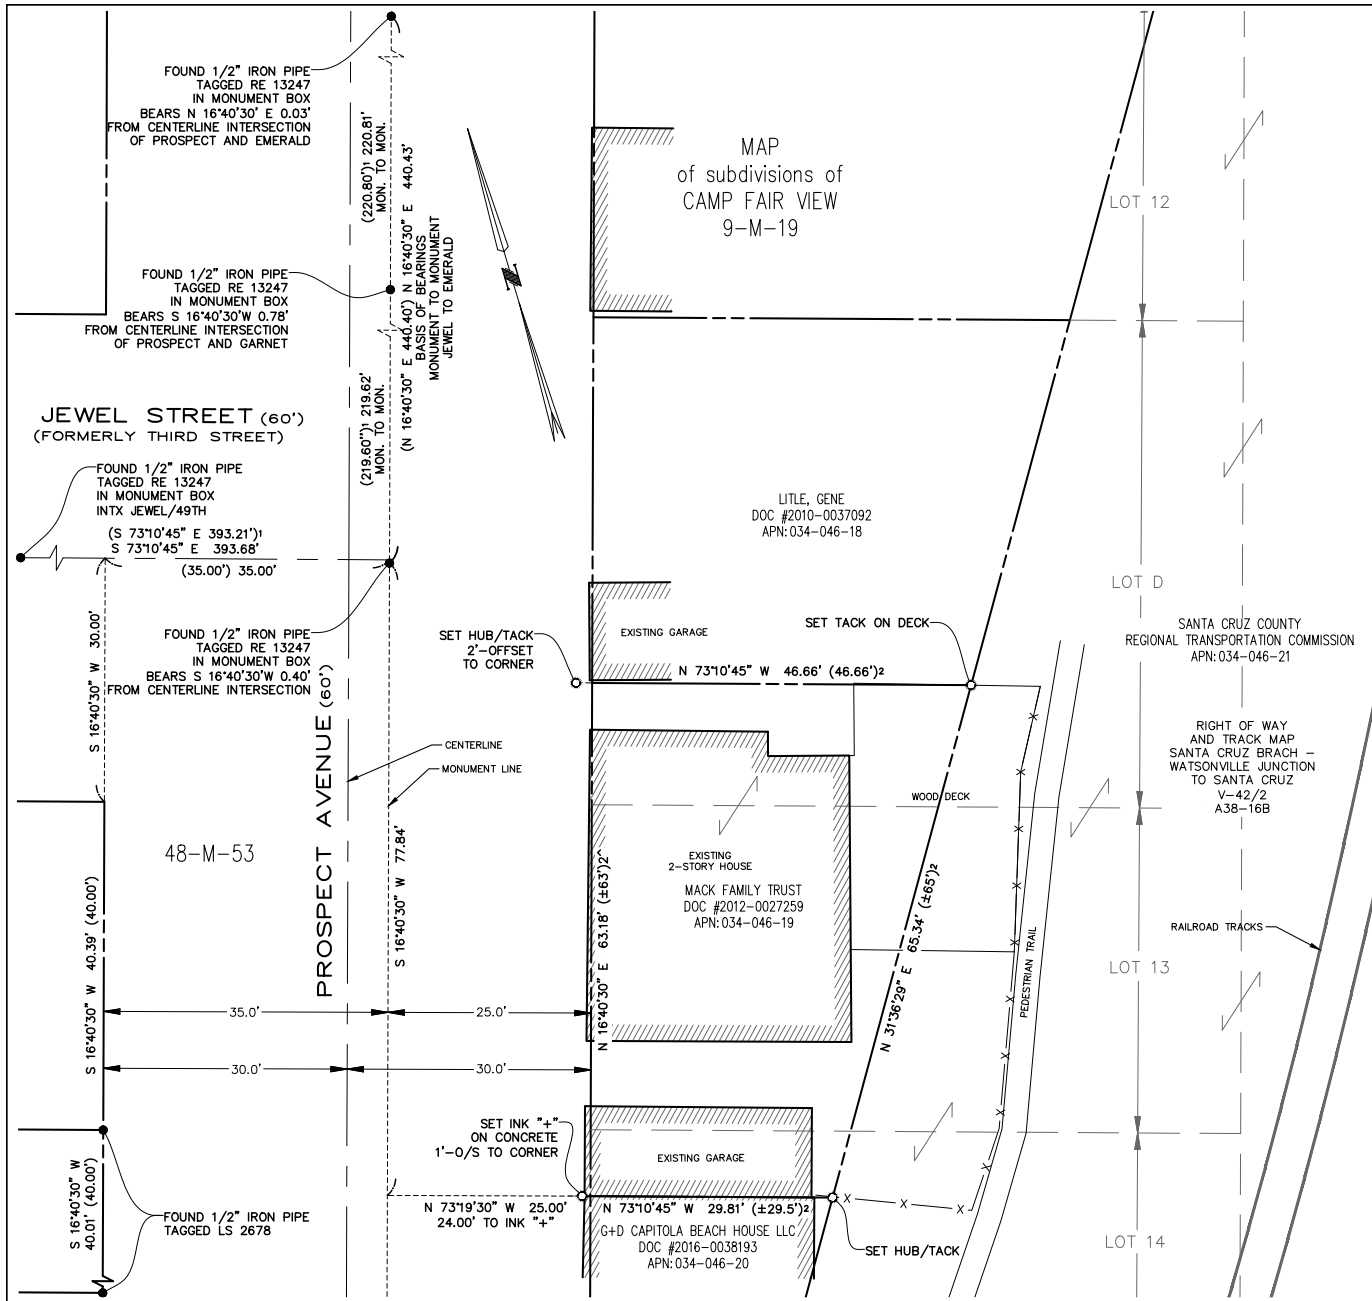 FOUND 1/2" IRON PIPE
TAGGED RE 13247
IN MONUMENT BOX
BEARS N 16°40'30' E 0.03'
FROM CENTERLINE INTERSECTION
OF PROSPECT AND EMERALD
(220.80')1 220.81'
MON. TO MON.
(N 16°40'30" E 440.40') N 16°40'30" E 440.43'
BASIS OF BEARINGS
MONUMENT TO MONUMENT
JEWEL TO EMERALD
MAP
of subdivisions of
CAMP FAIR VIEW
9-M-19
LOT 12
FOUND 1/2" IRON PIPE
TAGGED RE 13247
IN MONUMENT BOX
BEARS S 16°40'30'W 0.78'
FROM CENTERLINE INTERSECTION
OF PROSPECT AND GARNET
(219.60')1 219.62'
MON. TO MON.
JEWEL STREET (60')
(FORMERLY THIRD STREET)
FOUND 1/2" IRON PIPE
TAGGED RE 13247
IN MONUMENT BOX
INTX JEWEL/49TH
(S 73°10'45" E 393.21')1
S 73°10'45" E 393.68'
(35.00') 35.00'
LITLE, GENE
DOC #2010-0037092
APN: 034-046-18
LOT D
S 16°40'30" W 30.00'
FOUND 1/2" IRON PIPE
TAGGED RE 13247
IN MONUMENT BOX
BEARS S 16°40'30'W 0.40'
FROM CENTERLINE INTERSECTION
SET HUB/TACK
2'-OFFSET
TO CORNER
EXISTING GARAGE
SET TACK ON DECK
SANTA CRUZ COUNTY
REGIONAL TRANSPORTATION COMMISSION
APN: 034-046-21
N 73°10'45" W 46.66' (46.66')2
PROSPECT AVENUE (60')
CENTERLINE
MONUMENT LINE
RIGHT OF WAY
AND TRACK MAP
SANTA CRUZ BRACH -
WATSONVILLE JUNCTION
TO SANTA CRUZ
V-42/2
A38-16B
WOOD DECK
48-M-53
S 16°40'30" W 77.84'
EXISTING
2-STORY HOUSE
MACK FAMILY TRUST
DOC #2012-0027259
APN: 034-046-19
N 16°40'30" E 63.18' (±63')2
N 31°36'29" E 65.34' (±65')2
S 16°40'30" W 40.39' (40.00')
RAILROAD TRACKS
PEDESTRIAN TRAIL
LOT 13
35.0'
25.0'
30.0'
30.0'
SET INK "+"
ON CONCRETE
1'-O/S TO CORNER
EXISTING GARAGE
S 16°40'30" W
40.01' (40.00')
FOUND 1/2" IRON PIPE
TAGGED LS 2678
N 73°19'30" W 25.00'
24.00' TO INK "+"
N 73°10'45" W 29.81' (±29.5')2
G+D CAPITOLA BEACH HOUSE LLC
DOC #2016-0038193
APN: 034-046-20
X X X
SET HUB/TACK
LOT 14